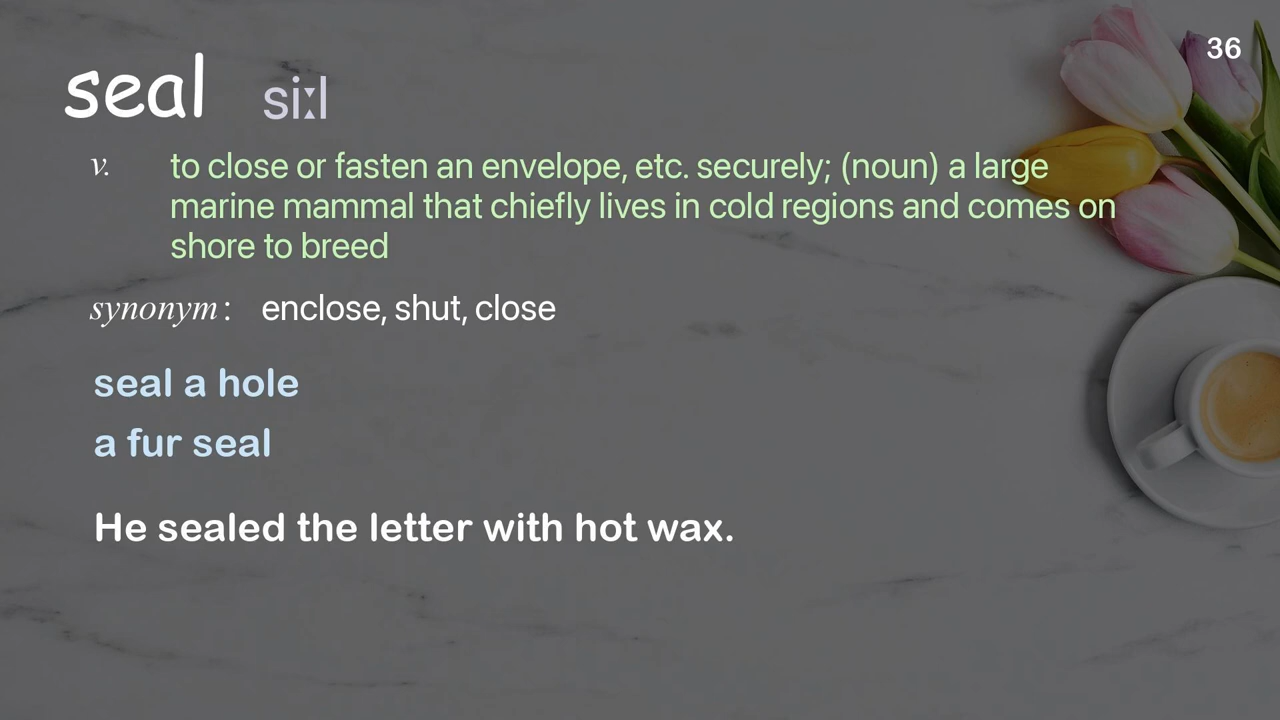 36
seal siːl
v. to close or fasten an envelope, etc. securely; (noun) a large
marine mammal that chiefly lives in cold regions and comes on
shore to breed
synonym: enclose, shut, close
seal a hole
a fur seal
He sealed the letter with hot wax.